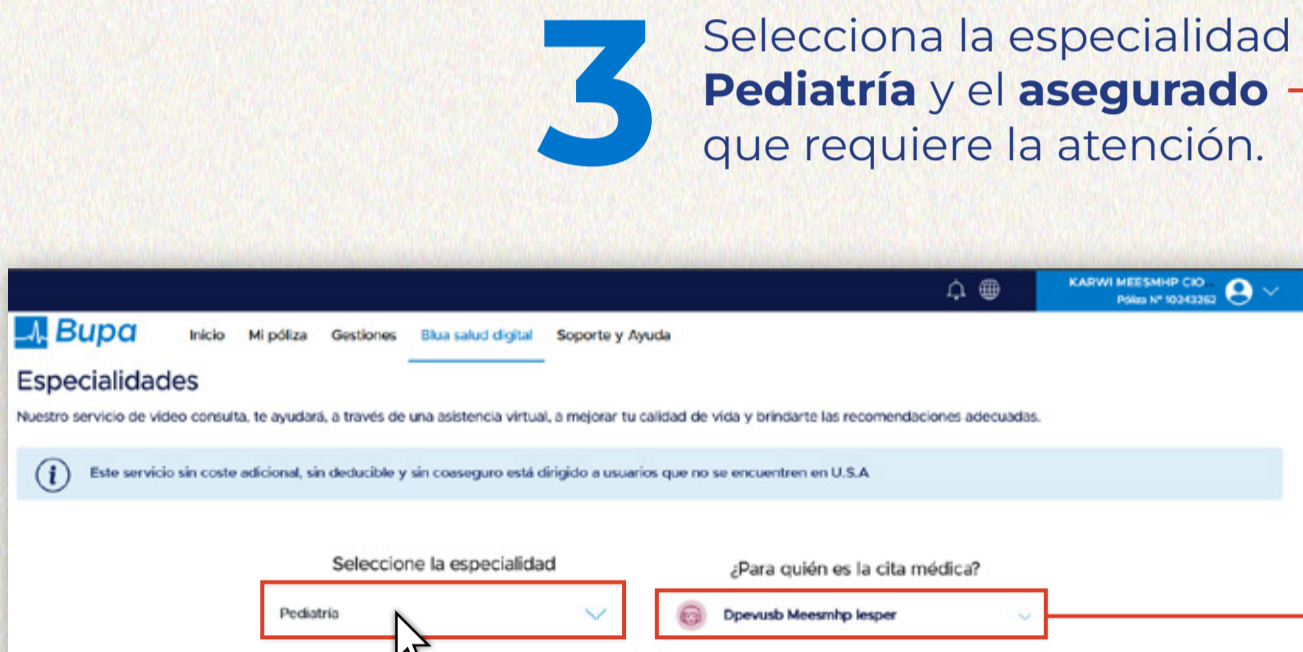 3
Selecciona la especialidad
Pediatría y el asegurado
que requiere la atención.
KARWI MEESMHP CIO...
Póliza N° 10243262
Bupa
Inicio Mi póliza Gestiones Blua salud digital Soporte y Ayuda
Especialidades
Nuestro servicio de video consulta, te ayudará, a través de una asistencia virtual, a mejorar tu calidad de vida y brindarte las recomendaciones adecuadas.
Este servicio sin coste adicional, sin deducible y sin coaseguro está dirigido a usuarios que no se encuentren en U.S.A
Seleccione la especialidad
¿Para quién es la cita médica?
Pediatría
Dpevusb Meesmhp Iesper